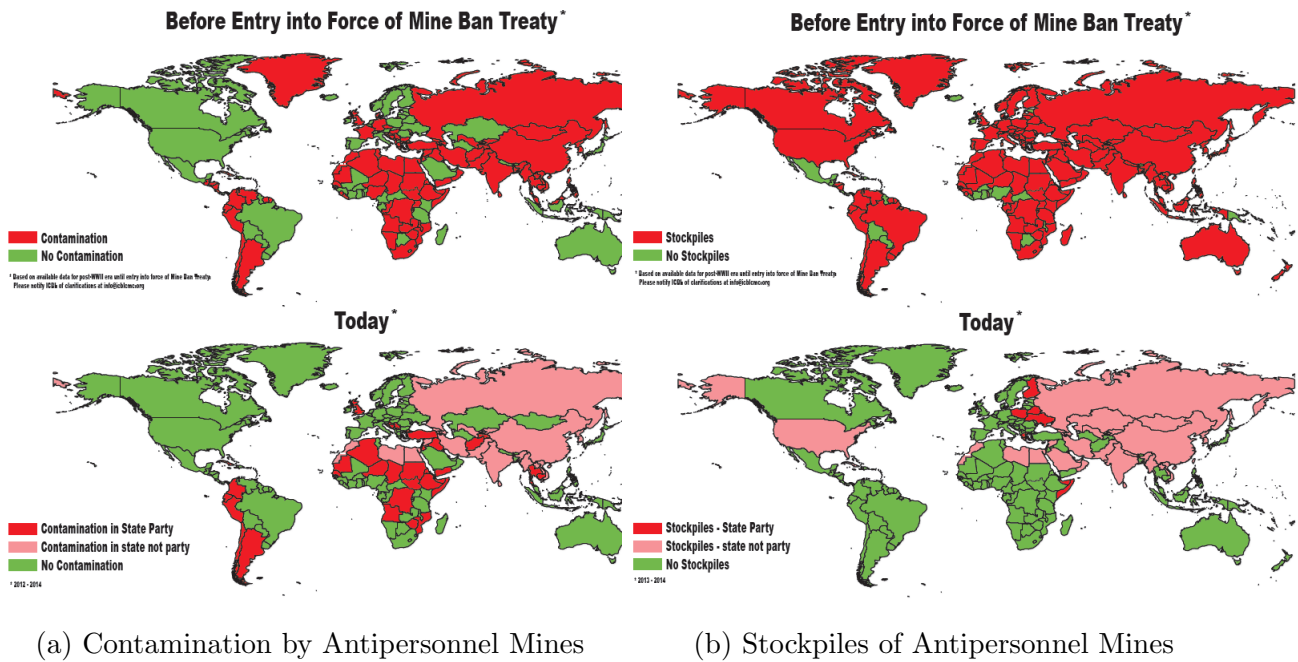 Before Entry into Force of Mine Ban Treaty *
Contamination
No Contamination
* Based on available data for post-WWII era until entry into force of Mine Ban Treaty.
Please notify ICBL of clarifications at info@icblcmc.org
Today *
Contamination in State Party
Contamination in state not party
No Contamination
* 2012 - 2014
(a) Contamination by Antipersonnel Mines
Before Entry into Force of Mine Ban Treaty *
Stockpiles
No Stockpiles
* Based on available data for post-WWII era until entry into force of Mine Ban Treaty.
Please notify ICBL of clarifications at info@icblcmc.org
Today *
Stockpiles - State Party
Stockpiles - state not party
No Stockpiles
* 2013 - 2014
(b) Stockpiles of Antipersonnel Mines